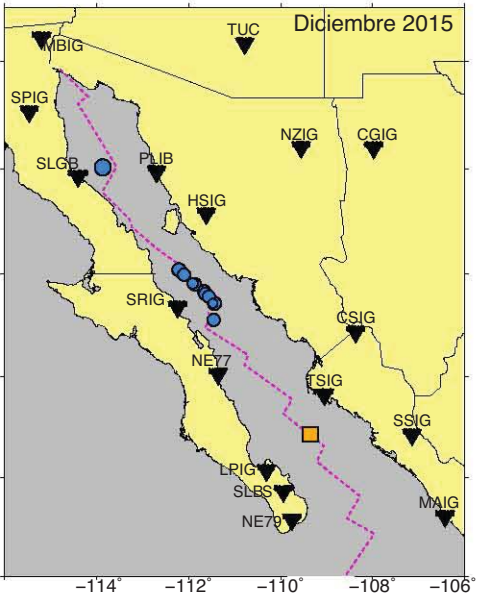 Diciembre 2015
TUC
MBIG
SPIG
NZIG
CGIG
SLGB
PLIB
HSIG
SRIG
CSIG
NE77
TSIG
SSIG
LPIG
SLBS
NE79
MAIG
−114°
−112°
−110°
−108°
−106°